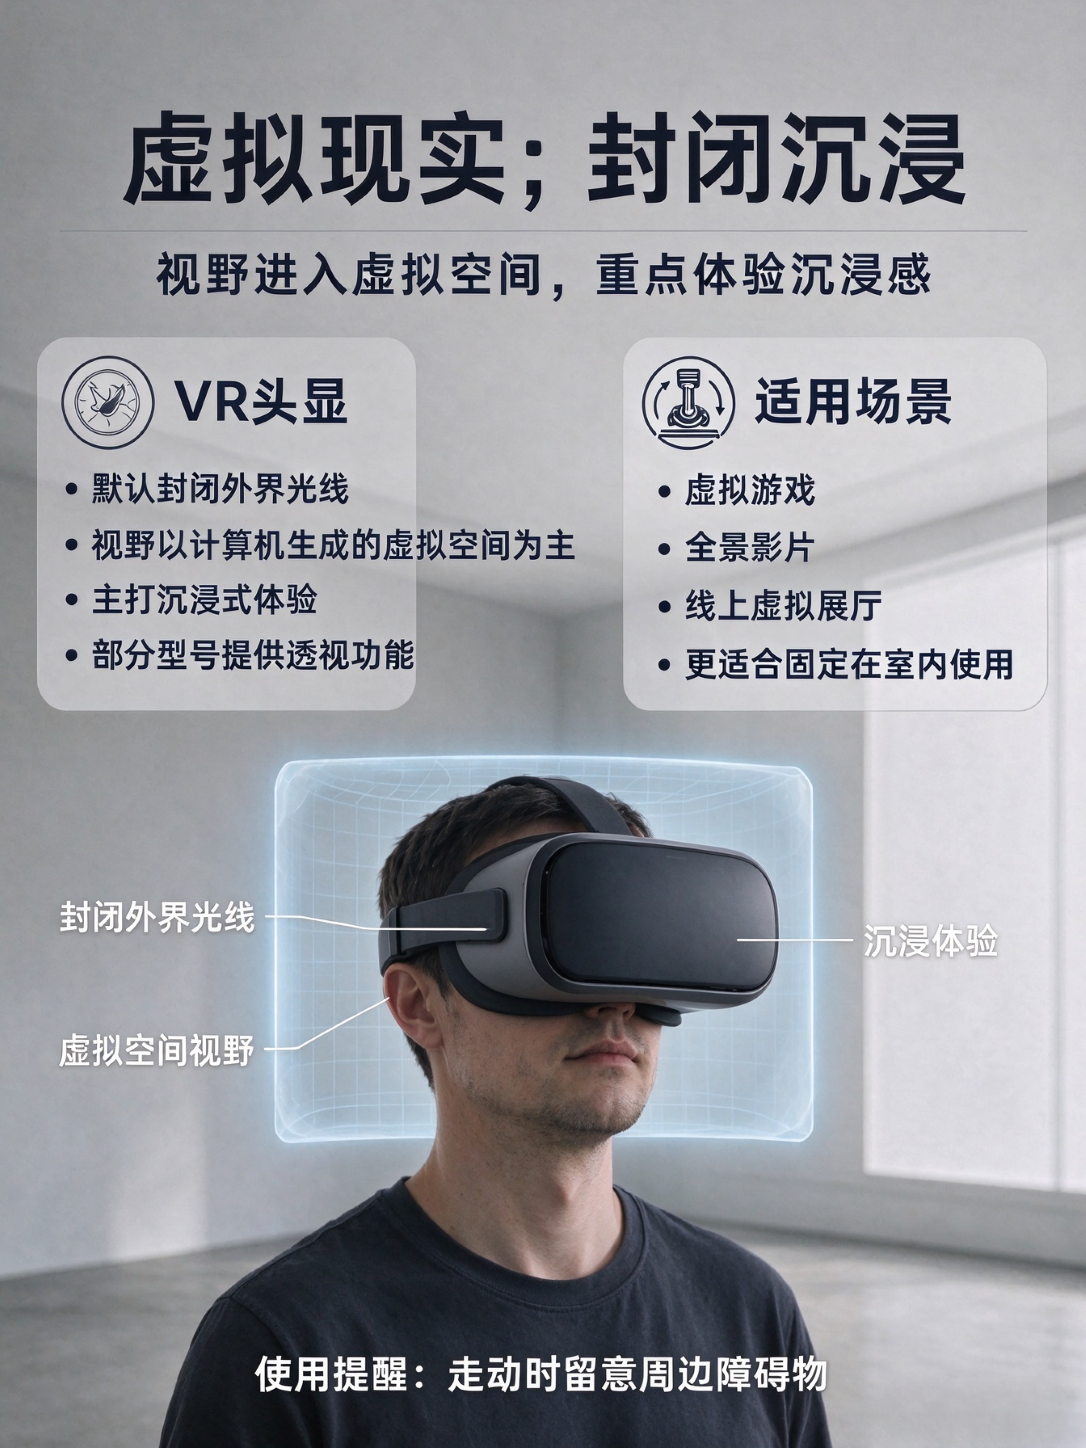 虚拟现实；封闭沉浸
视野进入虚拟空间，重点体验沉浸感
VR头显
• 默认封闭外界光线
• 视野以计算机生成的虚拟空间为主
• 主打沉浸式体验
• 部分型号提供透视功能
适用场景
• 虚拟游戏
• 全景影片
• 线上虚拟展厅
• 更适合固定在室内使用
封闭外界光线
虚拟空间视野
沉浸体验
使用提醒：走动时留意周边障碍物